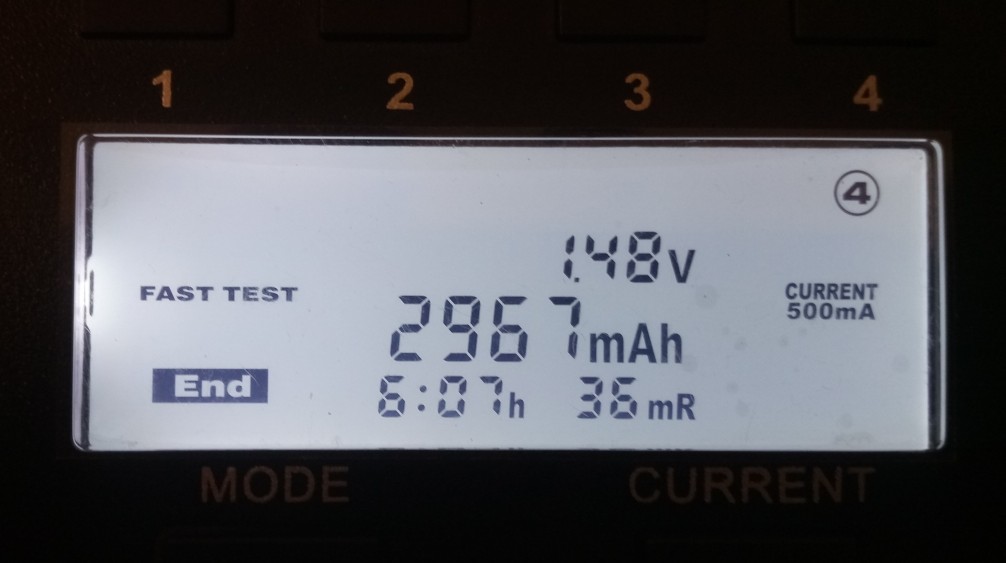 1 2 3 4
④
1.48V
FAST TEST
CURRENT
500mA
2967mAh
End
6:07h 36mR
MODE CURRENT